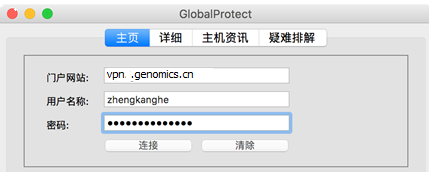 GlobalProtect
主页 详细 主机资讯 疑难排解
门户网站: vpn. .genomics.cn
用户名称: zhengkanghe
密码: ••••••••••••••
连接 清除